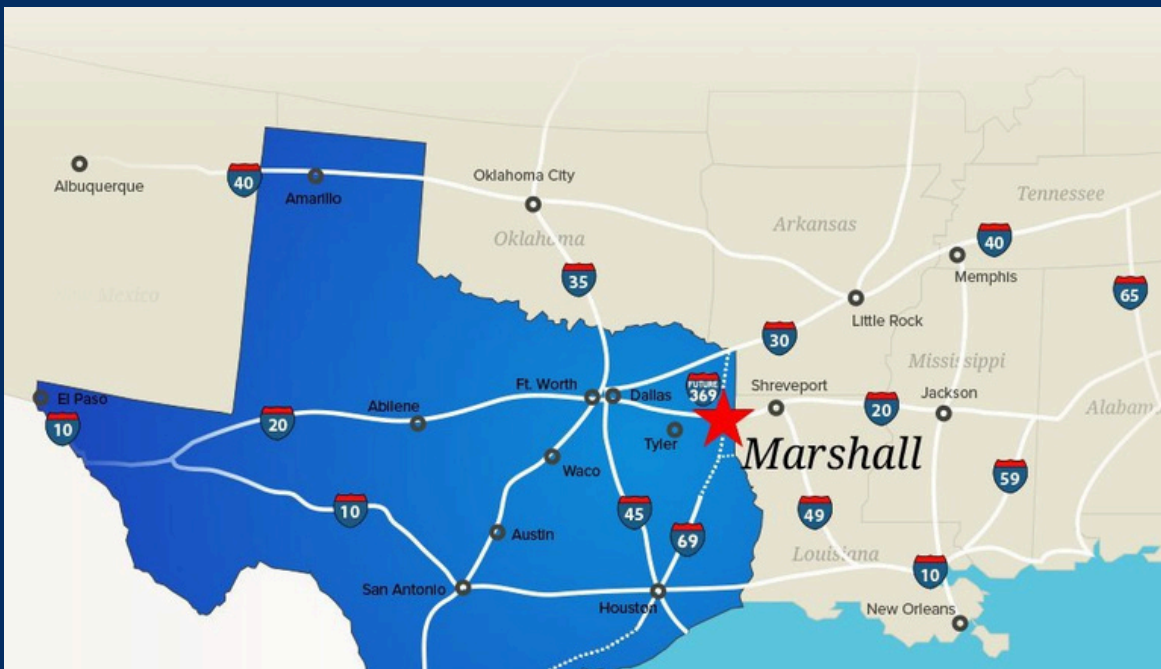 Albuquerque
40
Amarillo
Oklahoma City
Oklahoma
35
Arkansas
Tennessee
40
Memphis
65
Little Rock
30
Mexico
Mississippi
El Paso
10
20
Abilene
Ft. Worth
Dallas
FUTURE
369
Shreveport
20
Jackson
Alabam
Tyler
Marshall
Waco
10
Austin
45
69
49
59
Louisiana
San Antonio
Houston
10
New Orleans